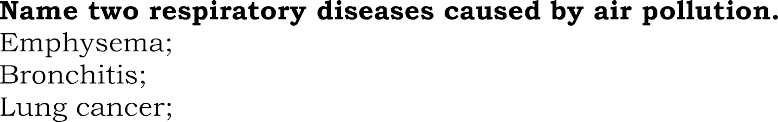 Name two respiratory diseases caused by air pollution.
Emphysema;
Bronchitis;
Lung cancer;